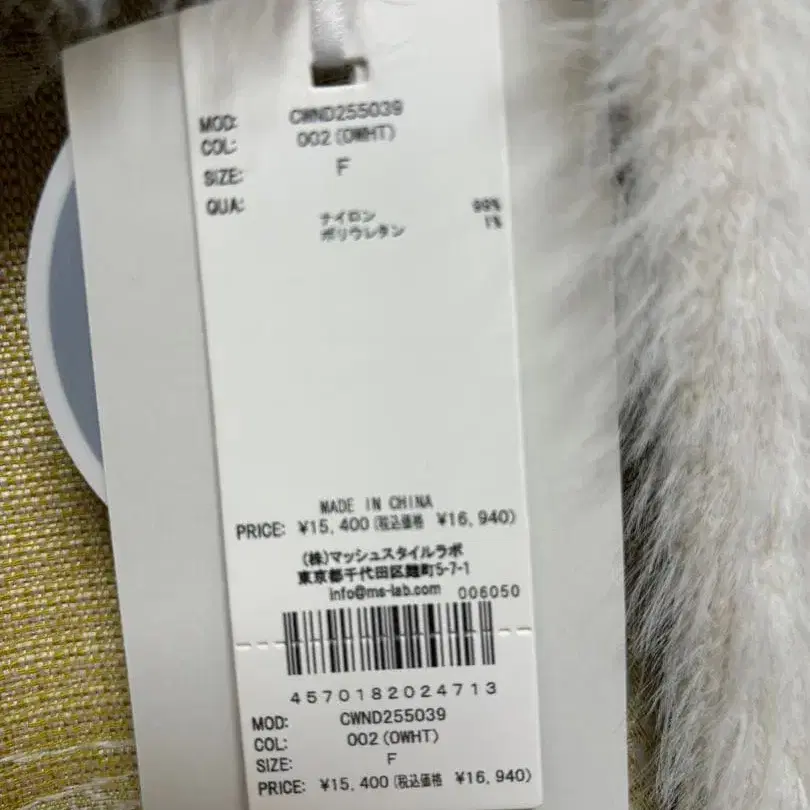 MOD: CWND255039
COL: 002(OWHT)
SIZE: F
QUA:
ナイロン 99%
ポリウレタン 1%
MADE IN CHINA
PRICE: ¥15,400(税込価格 ¥16,940)
(株)マッシュスタイルラボ
東京都千代田区麹町5-7-1
info@ms-lab.com 006050
4570182024713
MOD: CWND255039
COL: 002(OWHT)
SIZE: F
PRICE: ¥15,400(税込価格 ¥16,940)